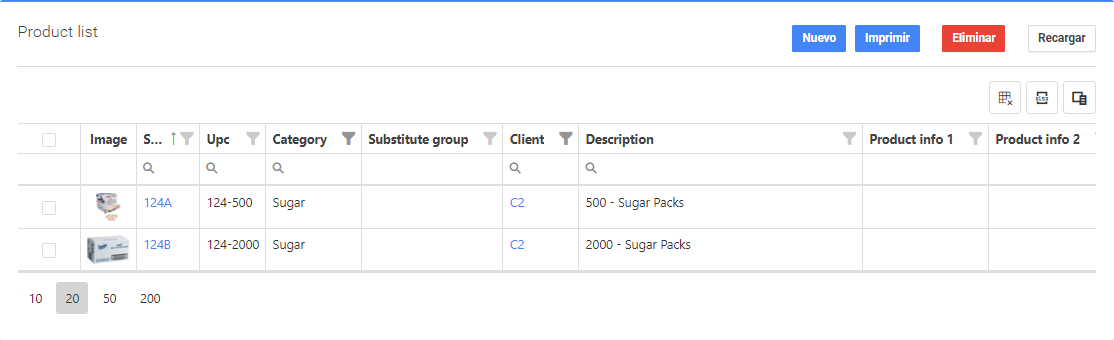 Product list
Nuevo Imprimir Eliminar Recargar
XLSX
Image S... Upc Category Substitute group Client Description Product info 1 Product info 2
124A 124-500 Sugar C2 500 - Sugar Packs
124B 124-2000 Sugar C2 2000 - Sugar Packs
10 20 50 200